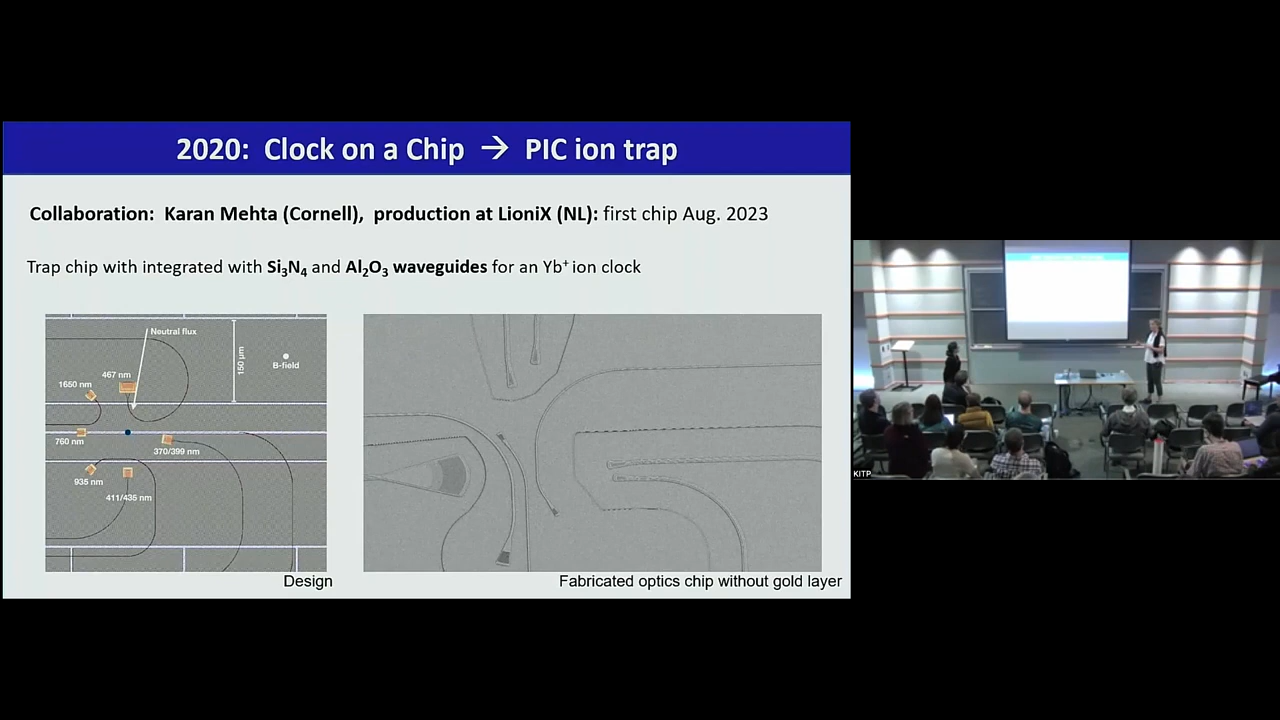 2020: Clock on a Chip → PIC ion trap
Collaboration: Karan Mehta (Cornell), production at LioniX (NL): first chip Aug. 2023
Trap chip with integrated with Si₃N₄ and Al₂O₃ waveguides for an Yb⁺ ion clock
Neutral flux
150 µm
B-field
467 nm
1650 nm
760 nm
370/399 nm
935 nm
411/435 nm
Design
Fabricated optics chip without gold layer
KITP